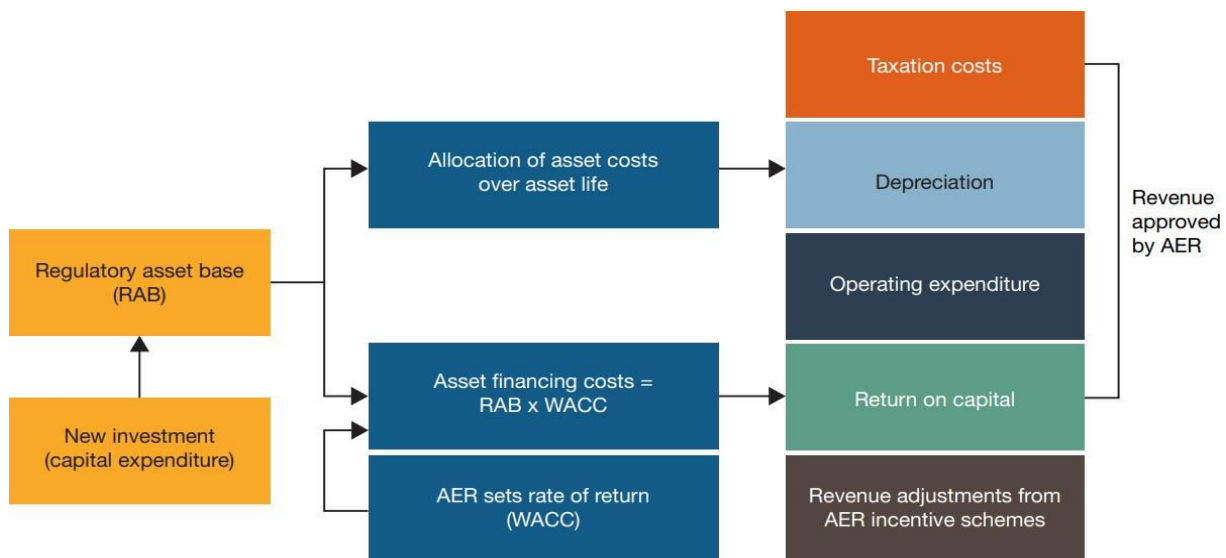 Taxation costs
Allocation of asset costs
over asset life
Depreciation
Revenue
approved
by AER
Regulatory asset base
(RAB)
Operating expenditure
Asset financing costs =
RAB x WACC
Return on capital
New investment
(capital expenditure)
AER sets rate of return
(WACC)
Revenue adjustments from
AER incentive schemes